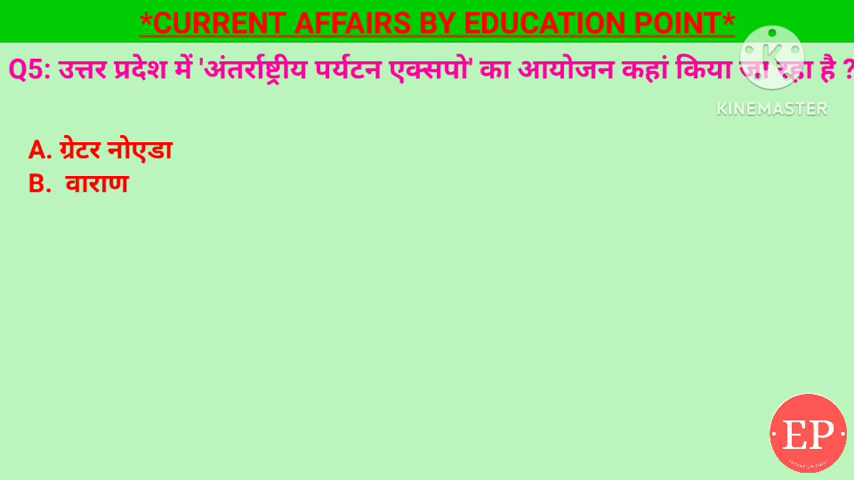 *CURRENT AFFAIRS BY EDUCATION POINT*
Q5: उत्तर प्रदेश में 'अंतर्राष्ट्रीय पर्यटन एक्सपो' का आयोजन कहां किया जा रहा है ?
KINEMASTER
A. ग्रेटर नोएडा
B. वाराण
EP